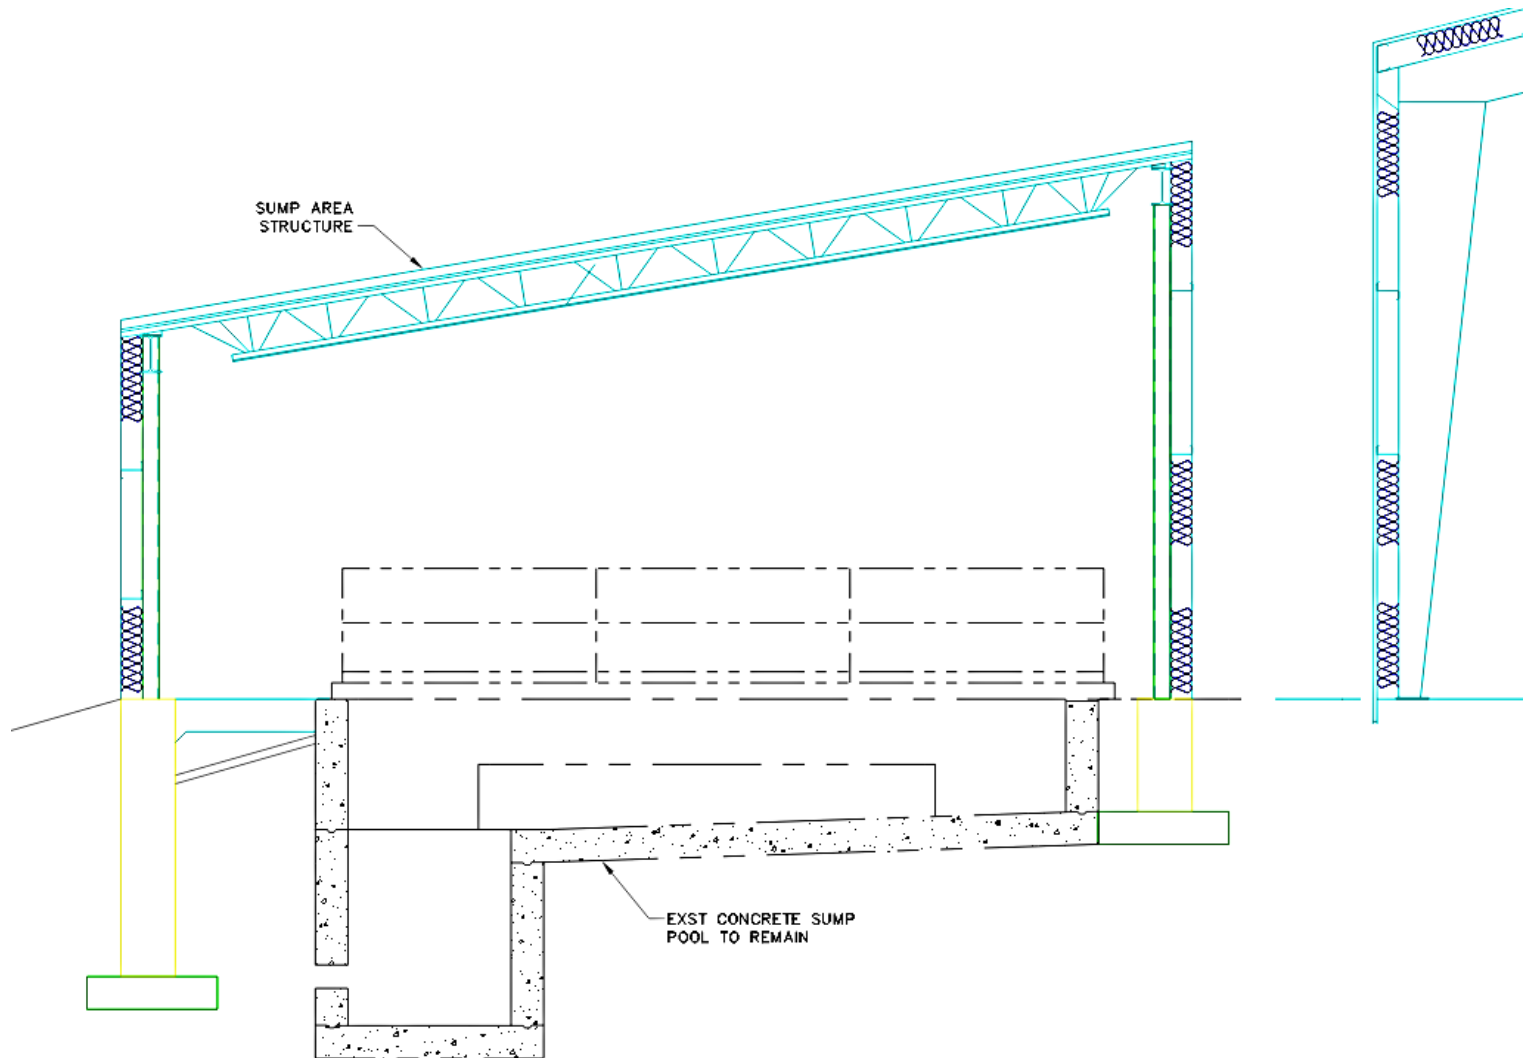 SUMP AREA
STRUCTURE
EXST CONCRETE SUMP
POOL TO REMAIN